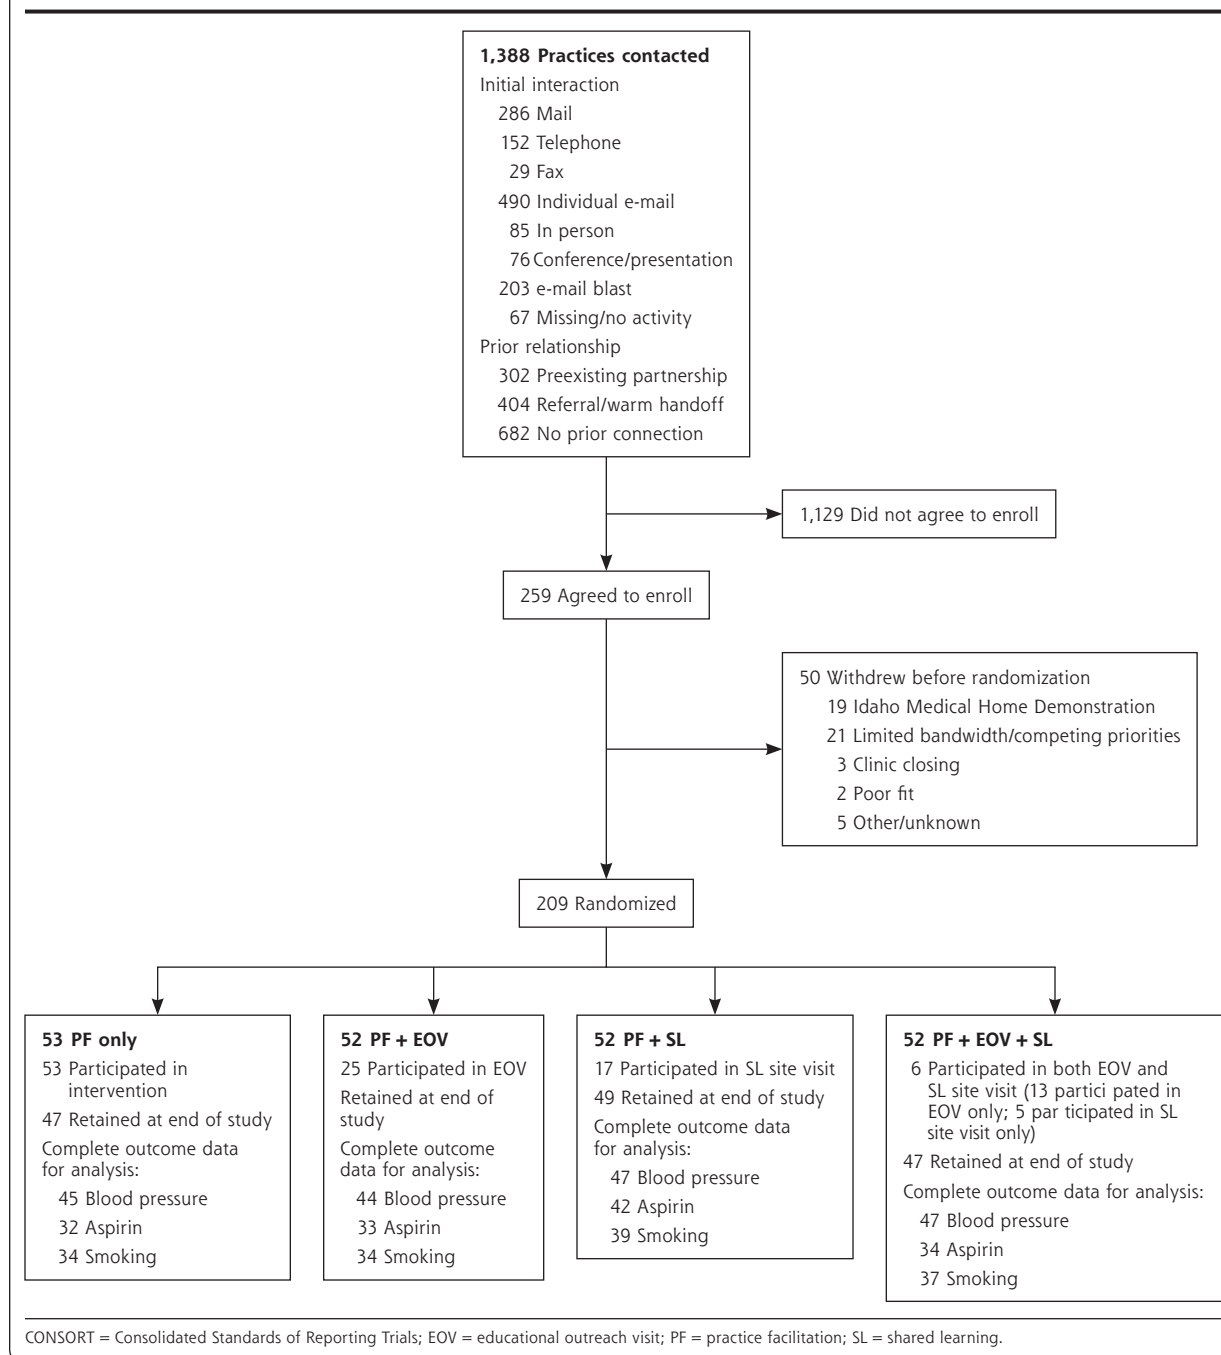 1,388 Practices contacted
Initial interaction
286 Mail
152 Telephone
29 Fax
490 Individual e-mail
85 In person
76 Conference/presentation
203 e-mail blast
67 Missing/no activity
Prior relationship
302 Preexisting partnership
404 Referral/warm handoff
682 No prior connection
1,129 Did not agree to enroll
259 Agreed to enroll
50 Withdrew before randomization
19 Idaho Medical Home Demonstration
21 Limited bandwidth/competing priorities
3 Clinic closing
2 Poor fit
5 Other/unknown
209 Randomized
53 PF only
53 Participated in
intervention
47 Retained at end of study
Complete outcome data
for analysis:
45 Blood pressure
32 Aspirin
34 Smoking
52 PF + EOV
25 Participated in EOV
Retained at end of
study
Complete outcome
data for analysis:
44 Blood pressure
33 Aspirin
34 Smoking
52 PF + SL
17 Participated in SL site visit
49 Retained at end of study
Complete outcome data
for analysis:
47 Blood pressure
42 Aspirin
39 Smoking
52 PF + EOV + SL
6 Participated in both EOV and
SL site visit (13 partici pated in
EOV only; 5 par ticipated in SL
site visit only)
47 Retained at end of study
Complete outcome data for analysis:
47 Blood pressure
34 Aspirin
37 Smoking
CONSORT = Consolidated Standards of Reporting Trials; EOV = educational outreach visit; PF = practice facilitation; SL = shared learning.